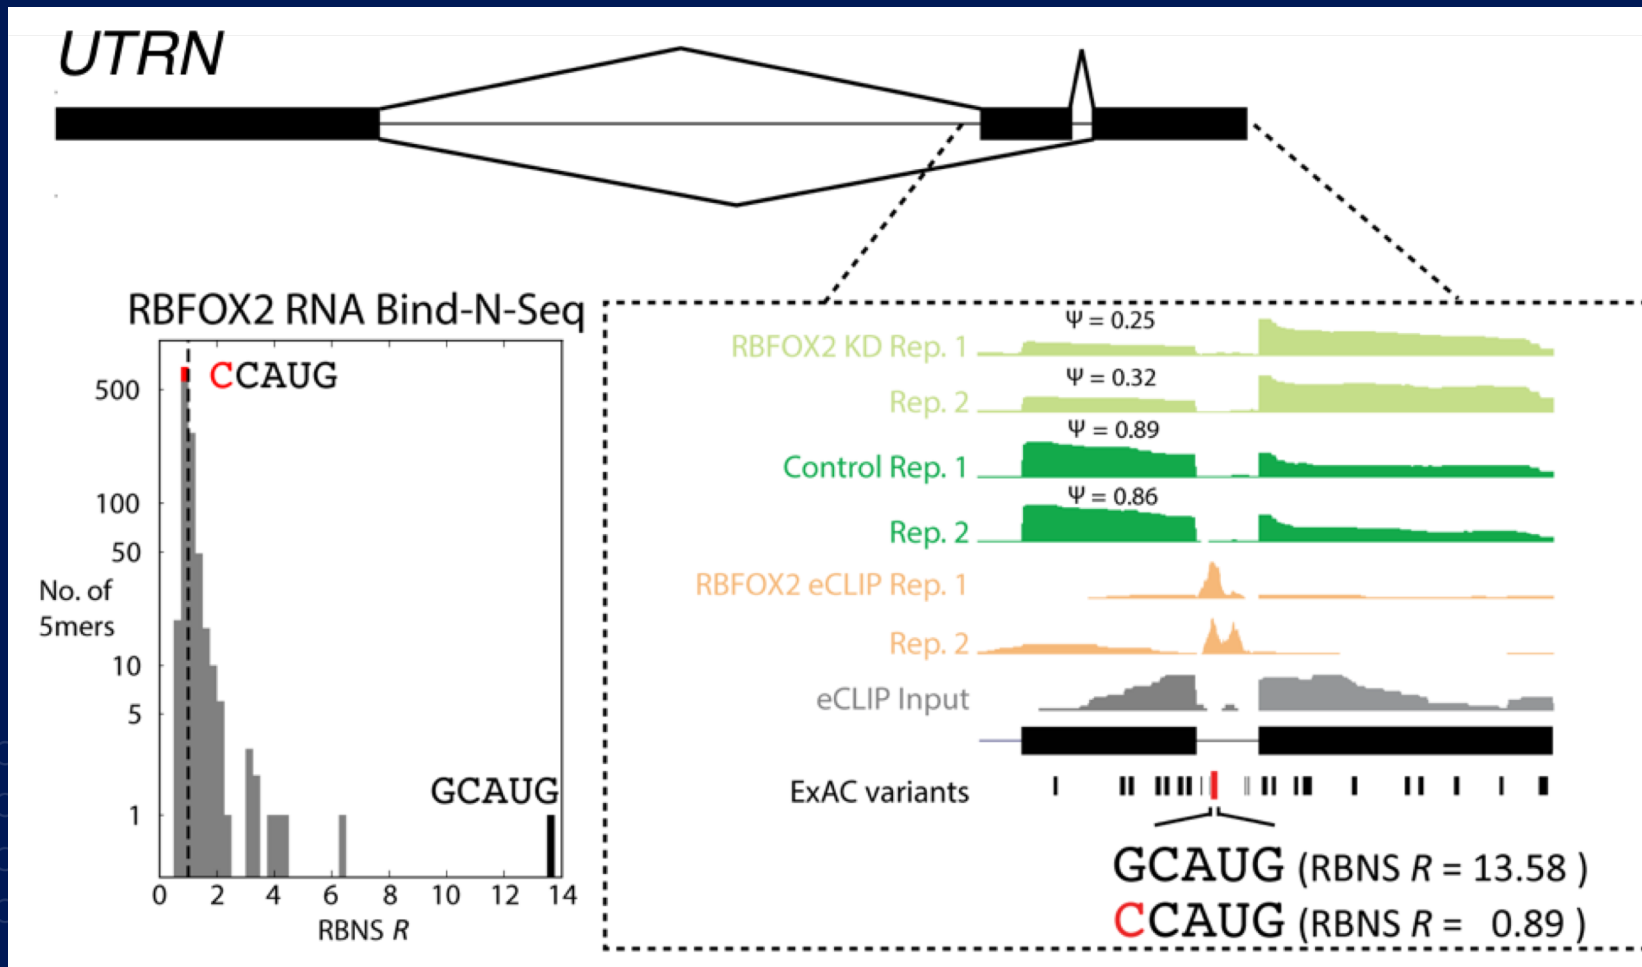 UTRN
RBFOX2 RNA Bind-N-Seq
CCAUG
500
100
50
No. of
5mers
10
5
GCAUG
1
0 2 4 6 8 10 12 14
RBNS R
Ψ = 0.25
RBFOX2 KD Rep. 1
Ψ = 0.32
Rep. 2
Ψ = 0.89
Control Rep. 1
Ψ = 0.86
Rep. 2
RBFOX2 eCLIP Rep. 1
Rep. 2
eCLIP Input
ExAC variants
GCAUG (RBNS R = 13.58 )
CCAUG (RBNS R = 0.89 )